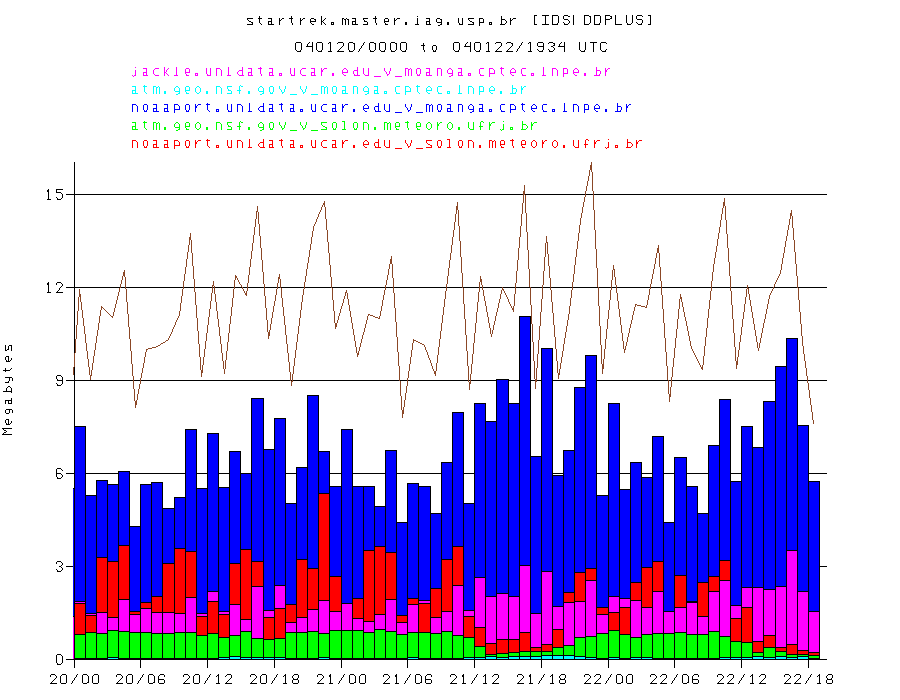 startrek.master.iag.usp.br [IDS|DDPLUS]
040120/0000 to 040122/1934 UTC
jackie.unidata.ucar.edu_v_moanga.cptec.inpe.br
atm.geo.nsf.gov_v_moanga.cptec.inpe.br
noaaport.unidata.ucar.edu_v_moanga.cptec.inpe.br
atm.geo.nsf.gov_v_solon.meteoro.ufrj.br
noaaport.unidata.ucar.edu_v_solon.meteoro.ufrj.br
15
12
9
6
3
0
Megabytes
20/00 20/06 20/12 20/18 21/00 21/06 21/12 21/18 22/00 22/06 22/12 22/18